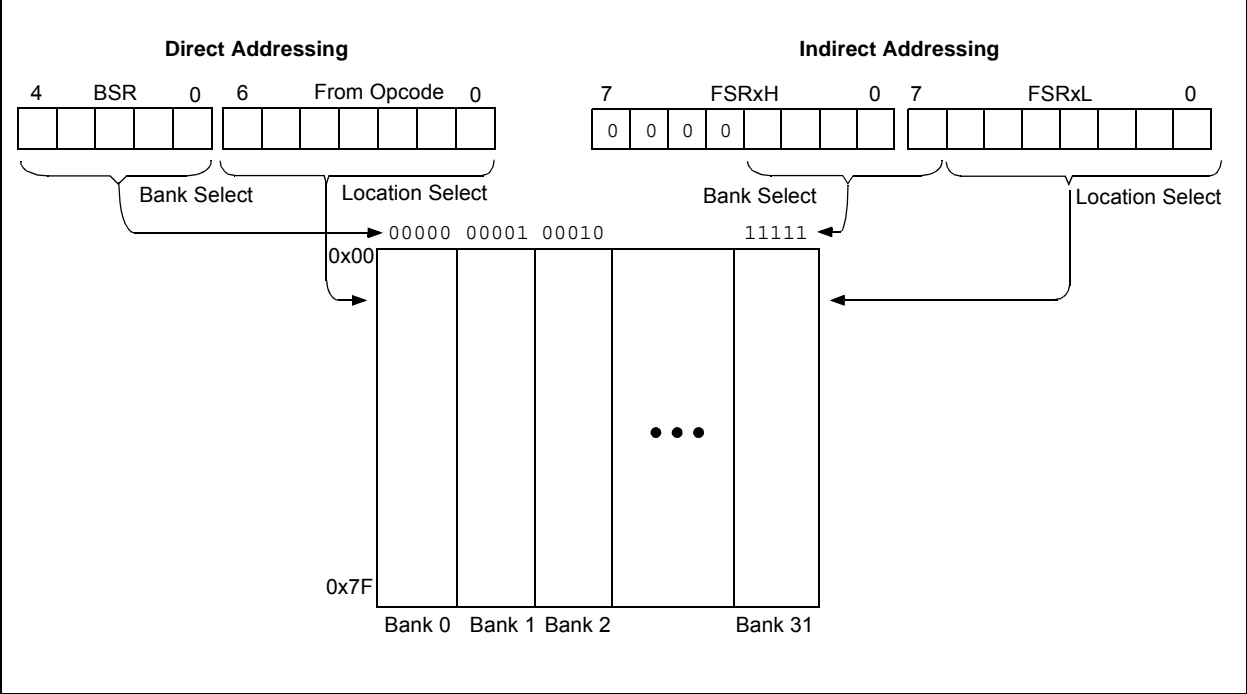 Direct Addressing
Indirect Addressing
4 BSR 0 6 From Opcode 0
7 FSRxH 0 7 FSRxL 0
0 0 0 0
Bank Select
Location Select
Bank Select
Location Select
00000 00001 00010 11111
0x00
0x7F
Bank 0 Bank 1 Bank 2 Bank 31